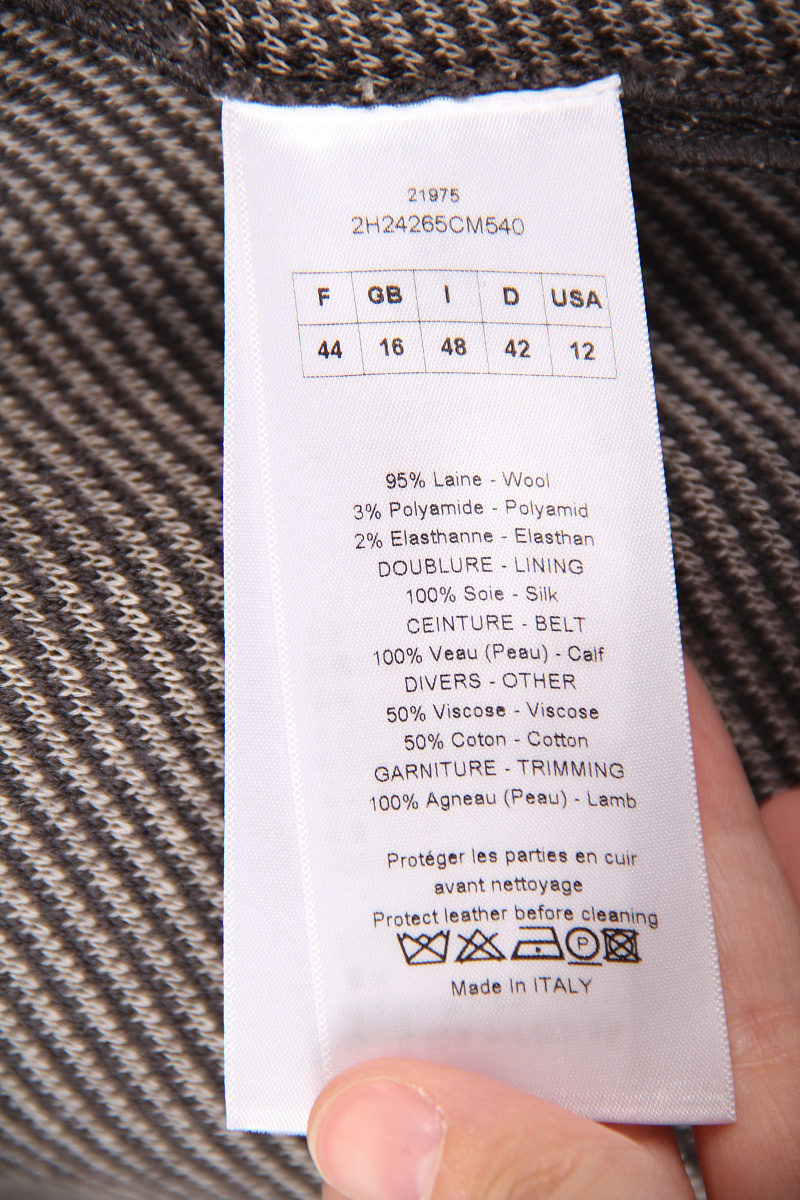 21975
2H24265CM540
F GB I D USA
44 16 48 42 12
95% Laine - Wool
3% Polyamide - Polyamid
2% Elasthanne - Elasthan
DOUBLURE - LINING
100% Soie - Silk
CEINTURE - BELT
100% Veau (Peau) - Calf
DIVERS - OTHER
50% Viscose - Viscose
50% Coton - Cotton
GARNITURE - TRIMMING
100% Agneau (Peau) - Lamb
Protéger les parties en cuir
avant nettoyage
Protect leather before cleaning
P
Made In ITALY